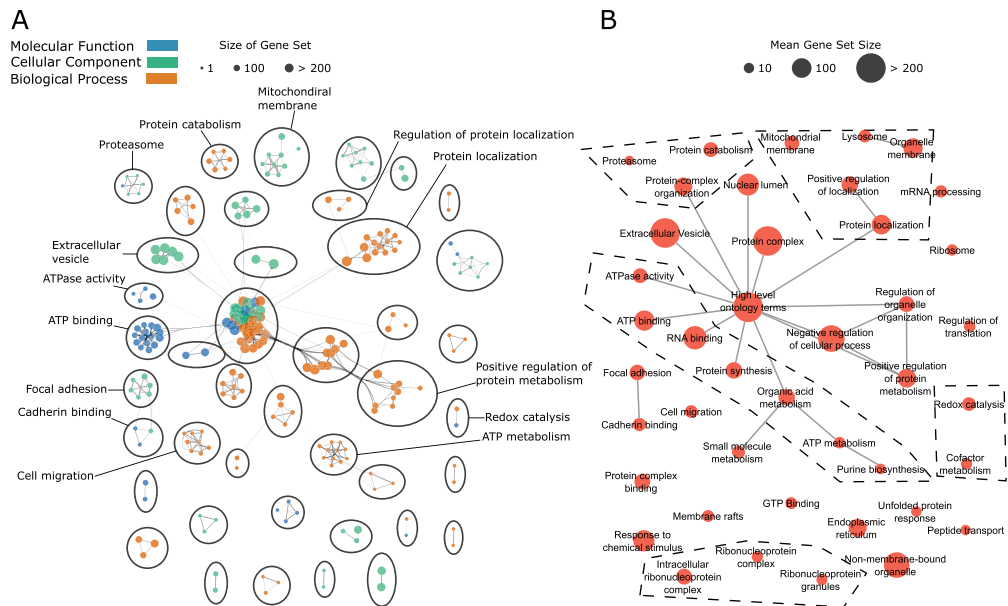 A
Molecular Function
Cellular Component
Biological Process
Size of Gene Set
1
100
> 200
Mitochondiral
membrane
Protein catabolism
Proteasome
Regulation of protein localization
Protein localization
Extracellular
vesicle
ATPase activity
ATP binding
Focal adhesion
Cadherin binding
Cell migration
Positive regulation of
protein metabolism
Redox catalysis
ATP metabolism
B
Mean Gene Set Size
10
100
> 200
Proteasome
Protein catabolism
Mitochondrial
membrane
Lysosome
Organelle
membrane
Protein-complex
organization
Nuclear lumen
Positive regulation
of localization
mRNA processing
Extracellular Vesicle
Protein complex
Protein localization
Ribosome
ATPase activity
High level
ontology terms
Regulation of
organelle
organization
ATP binding
RNA binding
Negative regulation
of cellular process
Regulation of
translation
Focal adhesion
Protein synthesis
Positive regulation
of protein
metabolism
Organic acid
metabolism
Redox catalysis
Cell migration
Cadherin binding
Small molecule
metabolism
ATP metabolism
Purine biosynthesis
Cofactor
metabolism
Protein complex
binding
GTP Binding
Membrane rafts
Unfolded protein
response
Endoplasmic
reticulum
Peptide transport
Response to
chemical stimulus
Ribonucleoprotein
complex
Intracellular
ribonucleoprotein
complex
Ribonucleoprotein
granules
Non-membrane-bound
organelle